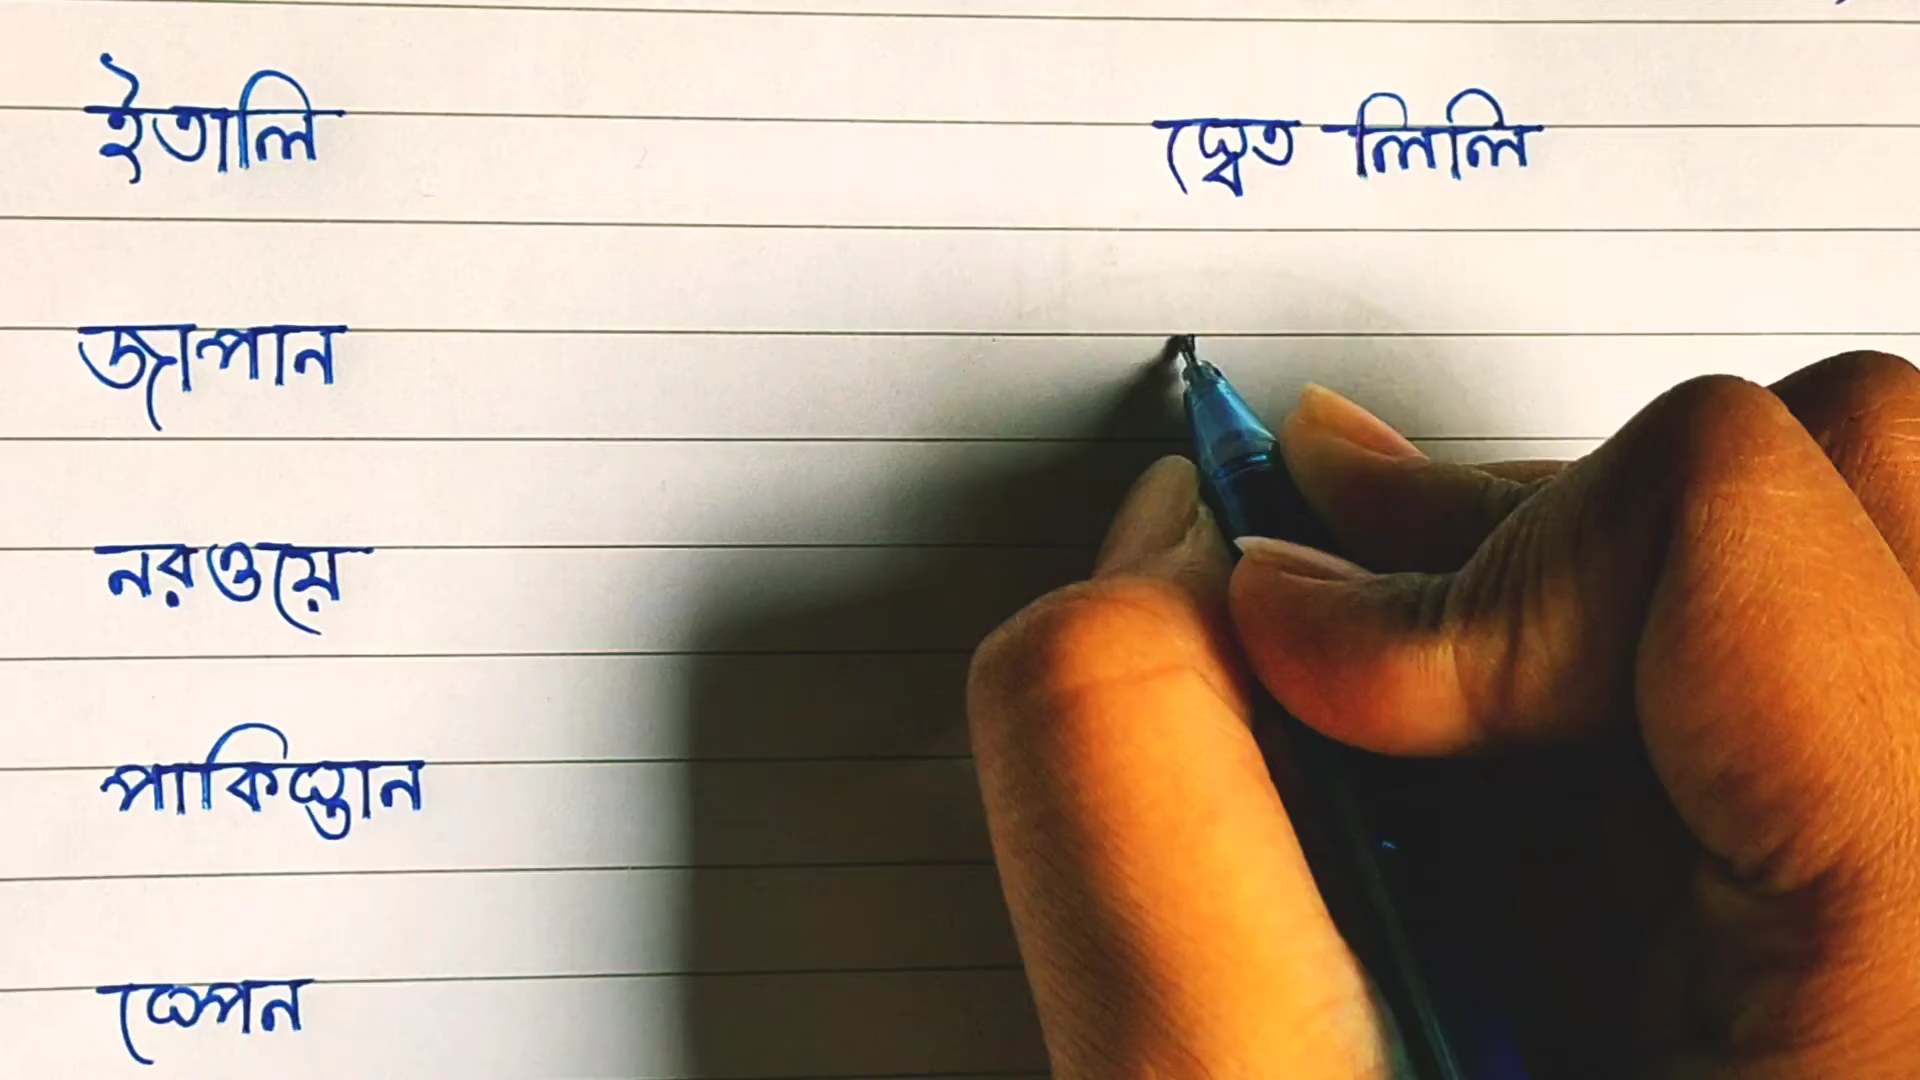 ইতালি শ্বেত লিলি
জাপান
নরওয়ে
পাকিস্তান
স্পেন